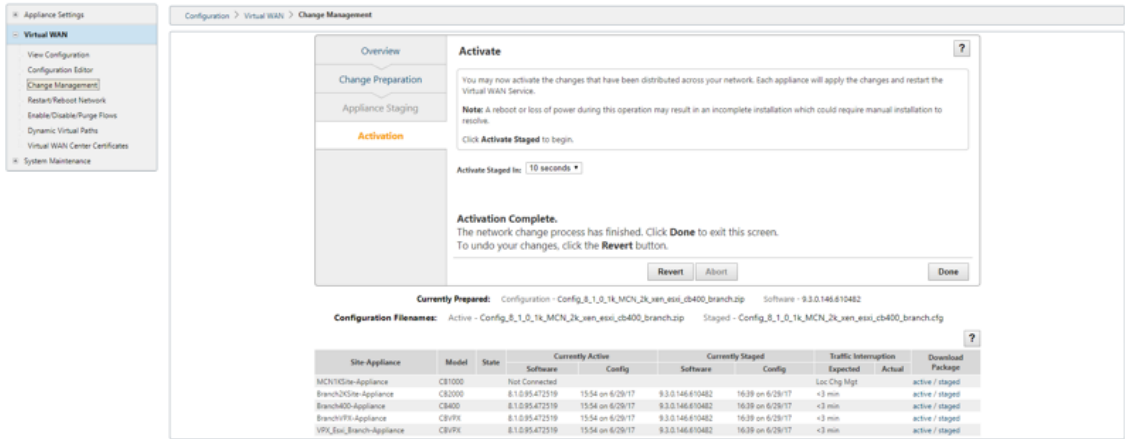 Appliance Settings
Virtual WAN
View Configuration
Configuration Editor
Change Management
Restart/Reboot Network
Enable/Disable/Purge Flows
Dynamic Virtual Paths
Virtual WAN Center Certificates
System Maintenance
Configuration > Virtual WAN > Change Management
Overview
Change Preparation
Appliance Staging
Activation
Activate
?
You may now activate the changes that have been distributed across your network. Each appliance will apply the changes and restart the
Virtual WAN Service.
Note: A reboot or loss of power during this operation may result in an incomplete installation which could require manual installation to
resolve.
Click Activate Staged to begin.
Activate Staged In: 10 seconds
Activation Complete.
The network change process has finished. Click Done to exit this screen.
To undo your changes, click the Revert button.
Revert Abort Done
Currently Prepared: Configuration - Config_8_1_0_1k_MCN_2k_xen_esxi_cb400_branch.zip Software - 9.3.0.146.610482
Configuration Filenames: Active - Config_8_1_0_1k_MCN_2k_xen_esxi_cb400_branch.zip Staged - Config_8_1_0_1k_MCN_2k_xen_esxi_cb400_branch.cfg
?
Site-Appliance Model State Currently Active Currently Staged Traffic Interruption Download Package
Software Config Software Config Expected Actual
MCN1KSite-Appliance CB1000 Not Connected Loc Chg Mgt active / staged
Branch2KSite-Appliance CB2000 8.1.0.95.472519 15:54 on 6/29/17 9.3.0.146.610482 16:39 on 6/29/17 <3 min active / staged
Branch400-Appliance CB400 8.1.0.95.472519 15:54 on 6/29/17 9.3.0.146.610482 16:39 on 6/29/17 <3 min active / staged
BranchVPX-Appliance CBVPX 8.1.0.95.472519 15:54 on 6/29/17 9.3.0.146.610482 16:39 on 6/29/17 <3 min active / staged
VPX_Esxi_Branch-Appliance CBVPX 8.1.0.95.472519 15:54 on 6/29/17 9.3.0.146.610482 16:39 on 6/29/17 <3 min active / staged